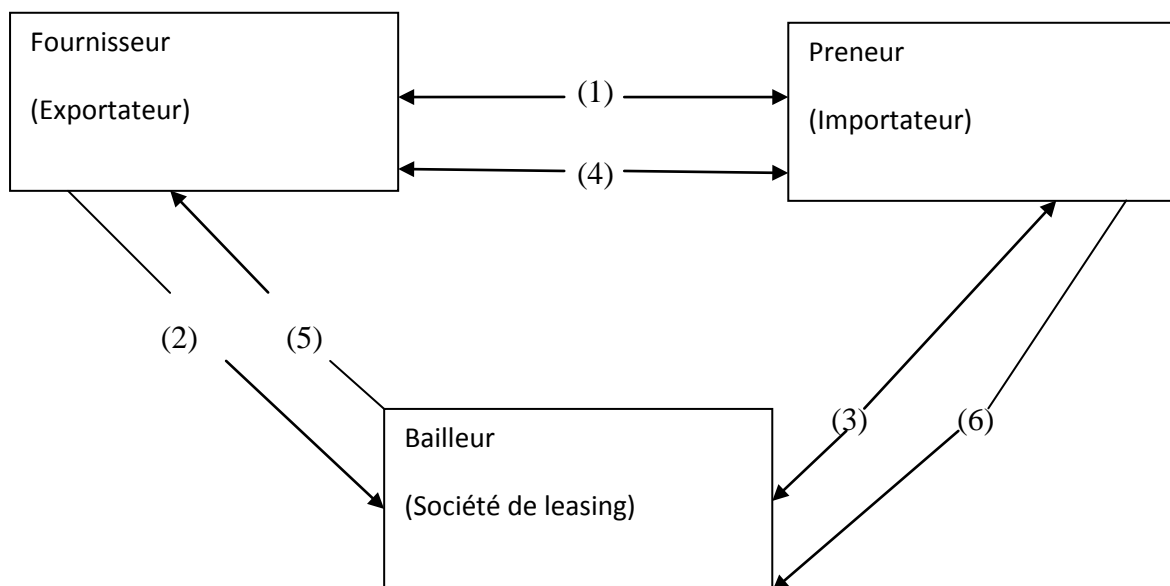 Fournisseur
(Exportateur)
Preneur
(Importateur)
(1)
(4)
(2)
(5)
(3)
(6)
Bailleur
(Société de leasing)